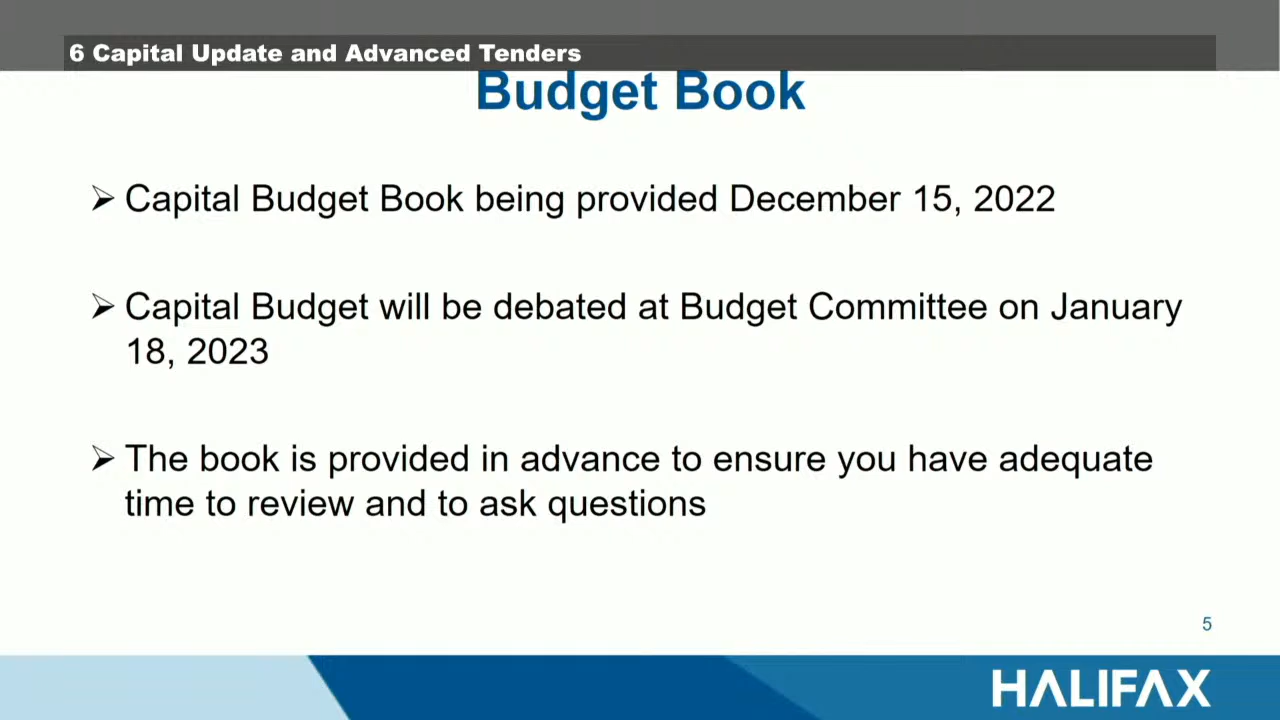 6 Capital Update and Advanced Tenders
Budget Book
➢ Capital Budget Book being provided December 15, 2022
➢ Capital Budget will be debated at Budget Committee on January
18, 2023
➢ The book is provided in advance to ensure you have adequate
time to review and to ask questions
5
HALIFAX